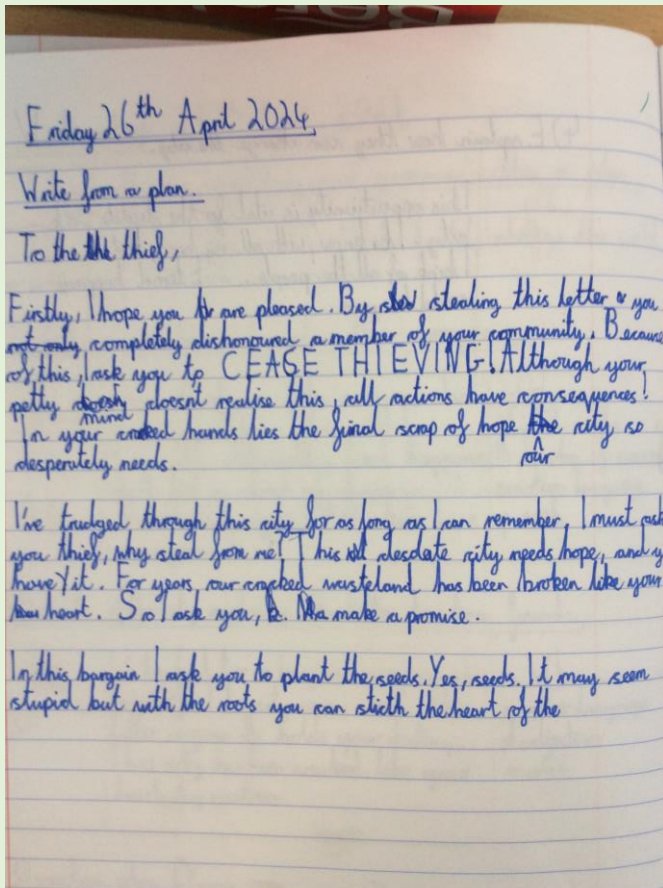 Friday 26th April 2024
Write from a plan.
To the thief,
Firstly, I hope you are pleased. By stealing this letter you
not only completely dishonoured a member of your community. Because
of this, I ask you to CEASE THIEVING! Although your
petty mind doesn't realise this, all actions have consequences!
In your hands lies the final scrap of hope our city so
desperately needs.
I've trudged through this city for as long as I can remember, I must ask
you thief, why steal from me? This desolate city needs hope, and y
have it. For years, our cracked wasteland has been broken like your
heart. So I ask you, make a promise.
In this bargain I ask you to plant the seeds. Yes, seeds. It may seem
stupid but with the roots you can sticth the heart of the